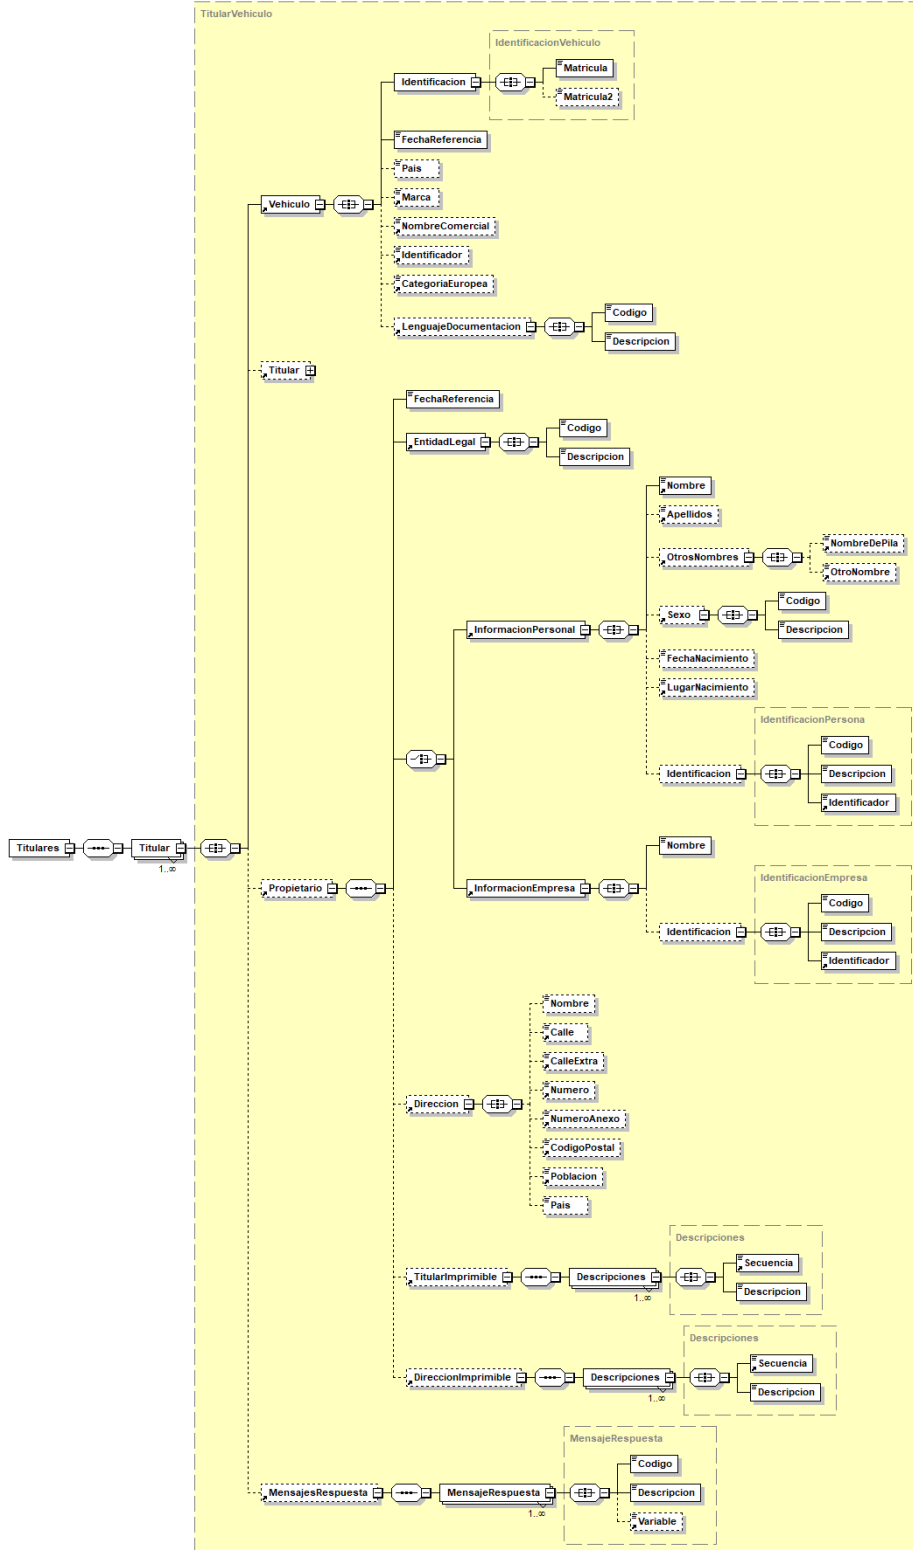 TitularVehiculo
IdentificacionVehiculo
Matricula
Identificacion
Matricula2
FechaReferencia
Pais
Marca
Vehiculo
NombreComercial
Identificador
CategoriaEuropea
Codigo
LenguajeDocumentacion
Descripcion
Titular
FechaReferencia
Codigo
EntidadLegal
Descripcion
Nombre
Apellidos
NombreDePila
OtrosNombres
OtroNombre
Codigo
Sexo
InformacionPersonal
Descripcion
FechaNacimiento
LugarNacimiento
IdentificacionPersona
Codigo
Identificacion
Descripcion
Identificador
Titulares
Titular
1..∞
Nombre
IdentificacionEmpresa
Propietario
InformacionEmpresa
Codigo
Identificacion
Descripcion
Identificador
Nombre
Calle
CalleExtra
Numero
Direccion
NumeroAnexo
CodigoPostal
Poblacion
Pais
Descripciones
Secuencia
TitularImprimible
Descripciones
1..∞
Descripcion
Descripciones
Secuencia
DireccionImprimible
Descripciones
1..∞
Descripcion
MensajeRespuesta
Codigo
MensajesRespuesta
MensajeRespuesta
1..∞
Descripcion
Variable